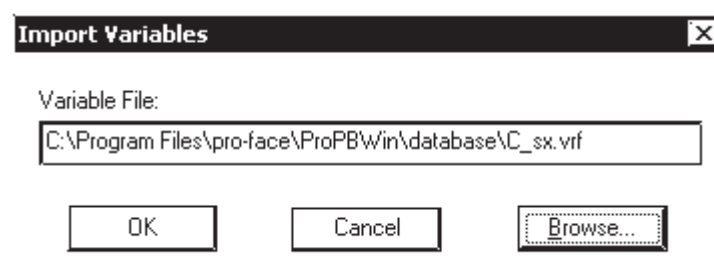 Import Variables
Variable File:
C:\Program Files\pro-face\ProPBWin\database\C_sx.vrf
OK Cancel Browse...